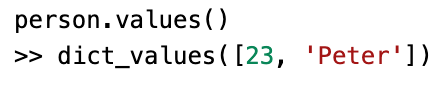 person.values()
>> dict_values([23, 'Peter'])